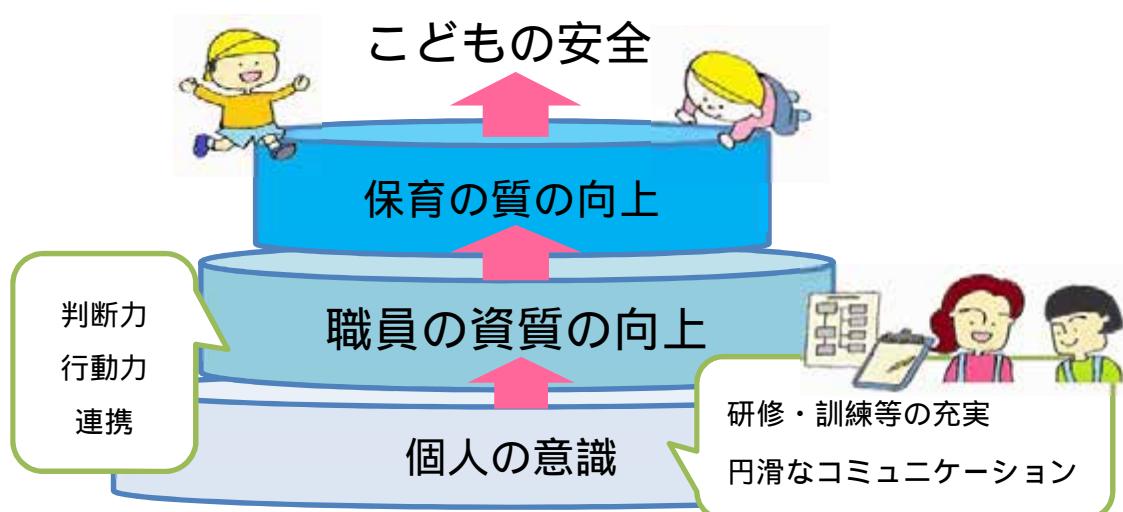 こどもの安全
保育の質の向上
職員の資質の向上
判断力
行動力
連携
個人の意識
研修・訓練等の充実
円滑なコミュニケーション